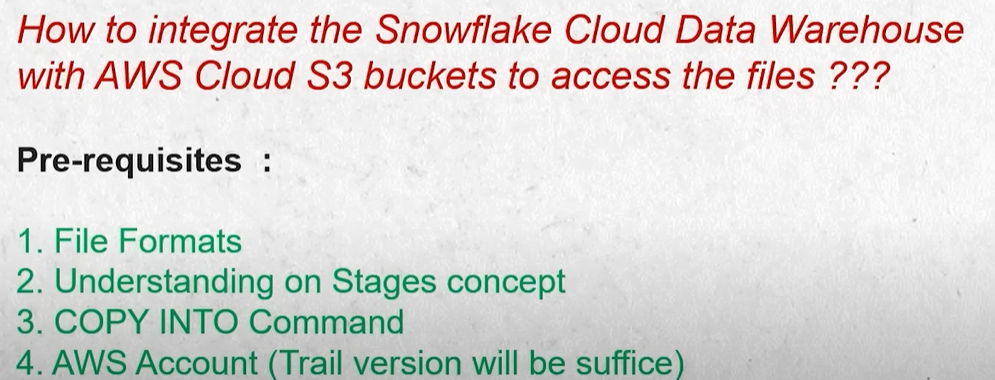 How to integrate the Snowflake Cloud Data Warehouse
with AWS Cloud S3 buckets to access the files ???
Pre-requisites :
1. File Formats
2. Understanding on Stages concept
3. COPY INTO Command
4. AWS Account (Trail version will be suffice)